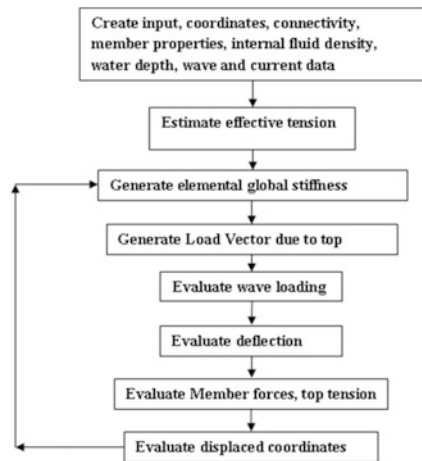 Create input, coordinates, connectivity,
member properties, internal fluid density,
water depth, wave and current data
Estimate effective tension
Generate elemental global stiffness
Generate Load Vector due to top
Evaluate wave loading
Evaluate deflection
Evaluate Member forces, top tension
Evaluate displaced coordinates